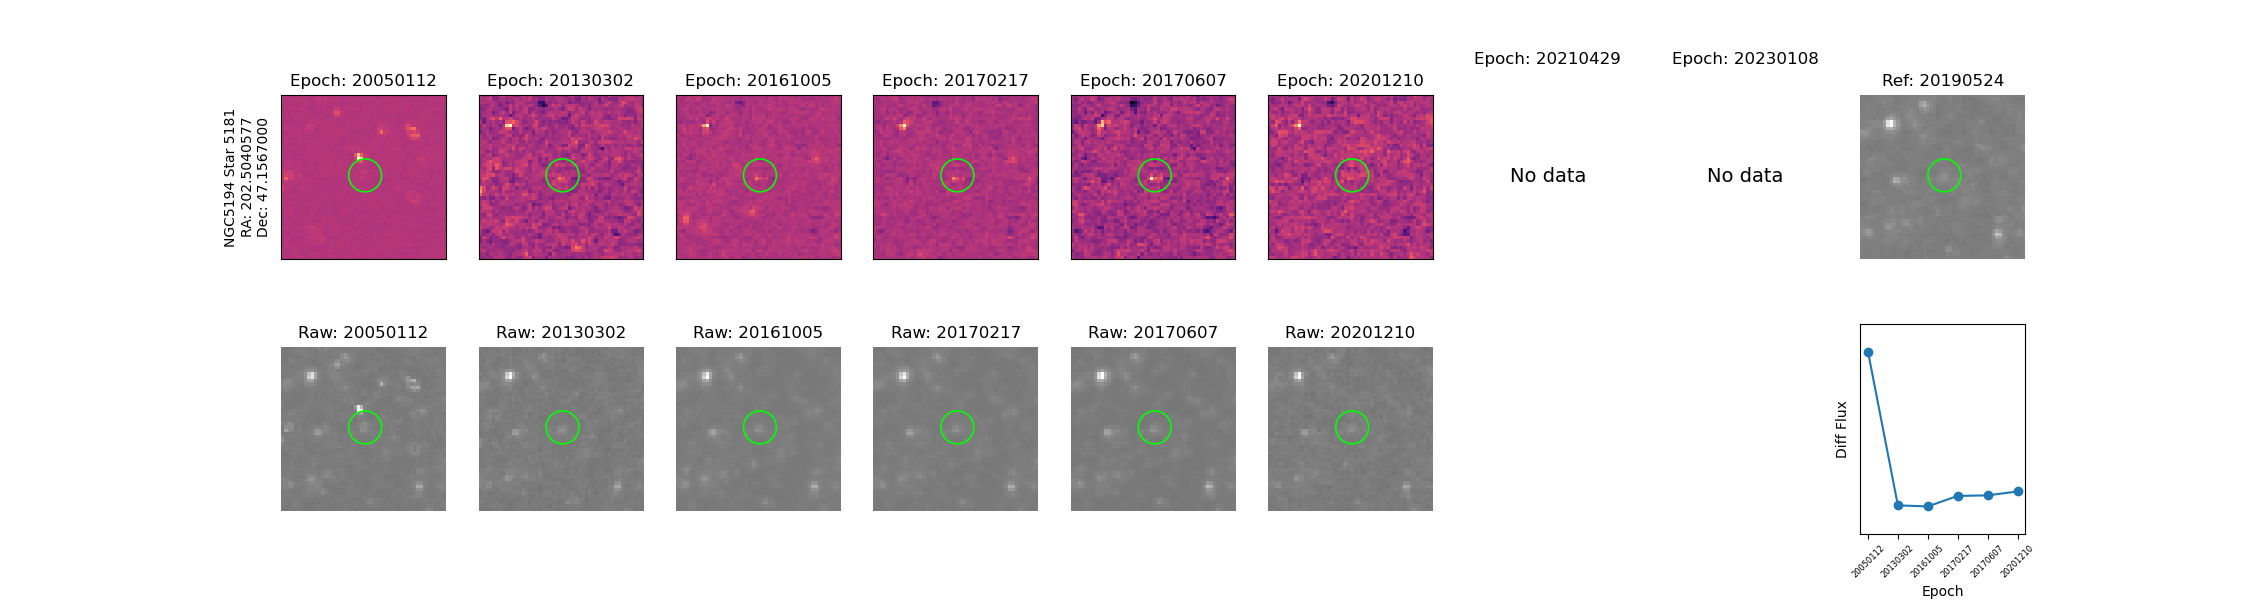 Epoch: 20050112
Epoch: 20130302
Epoch: 20161005
Epoch: 20170217
Epoch: 20170607
Epoch: 20201210
Epoch: 20210429
Epoch: 20230108
Ref: 20190524
NGC5194 Star 5181
RA: 202.5040577
Dec: 47.1567000
No data
No data
Raw: 20050112
Raw: 20130302
Raw: 20161005
Raw: 20170217
Raw: 20170607
Raw: 20201210
Diff Flux
20050112
20130302
20161005
20170217
20170607
20201210
Epoch